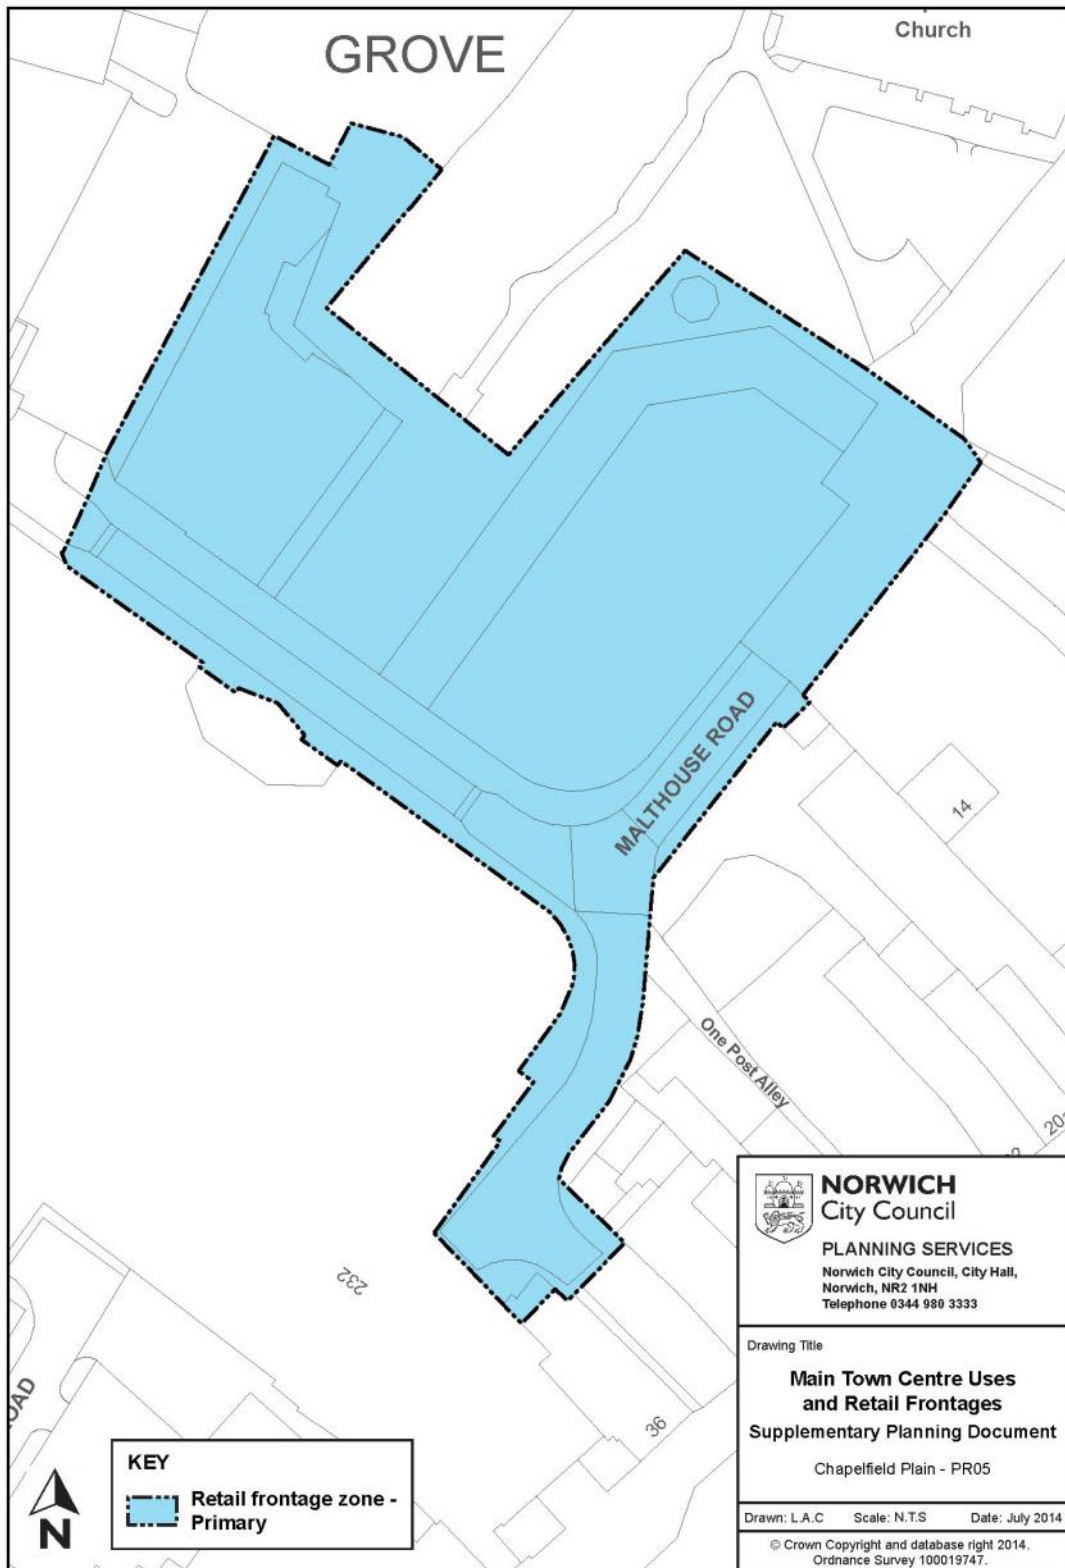 Church
GROVE
MALTHOUSE ROAD
14
One Post Alley
20
232
36
OAD
KEY
Retail frontage zone -
Primary
N
NORWICH
City Council
PLANNING SERVICES
Norwich City Council, City Hall,
Norwich, NR2 1NH
Telephone 0344 980 3333
Drawing Title
Main Town Centre Uses
and Retail Frontages
Supplementary Planning Document
Chapelfield Plain - PR05
Drawn: L.A.C Scale: N.T.S Date: July 2014
© Crown Copyright and database right 2014.
Ordnance Survey 100019747.